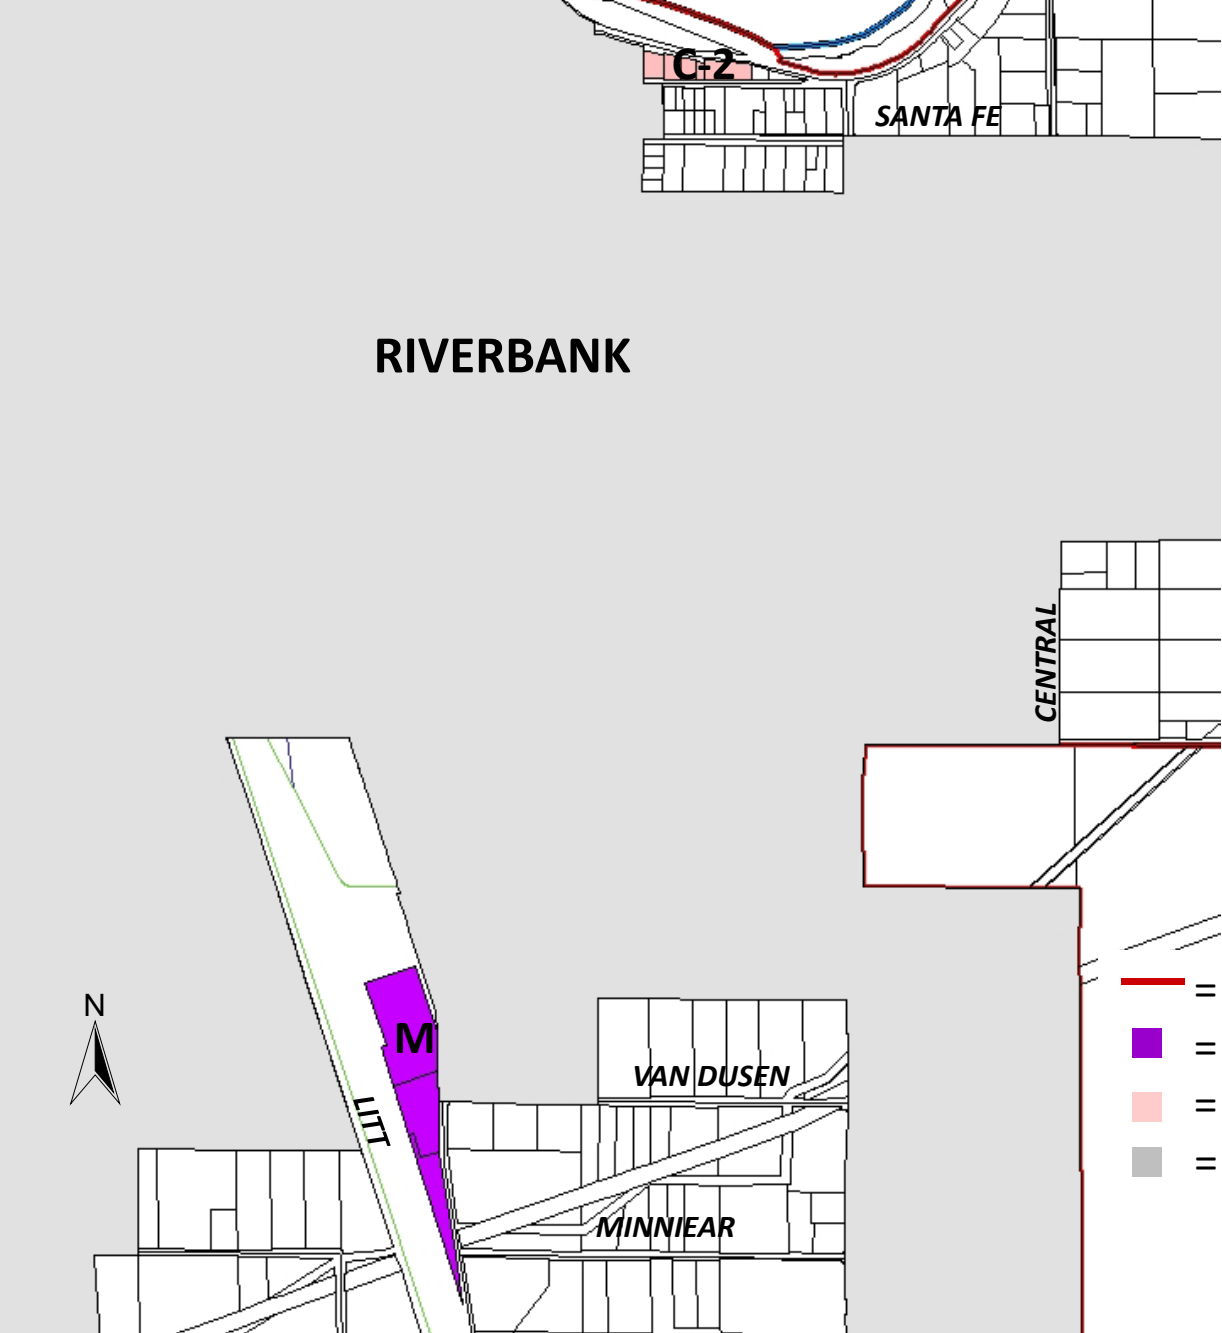 C-2
SANTA FE
RIVERBANK
CENTRAL
N
=
M
=
VAN DUSEN
LITT
=
=
MINNIEAR